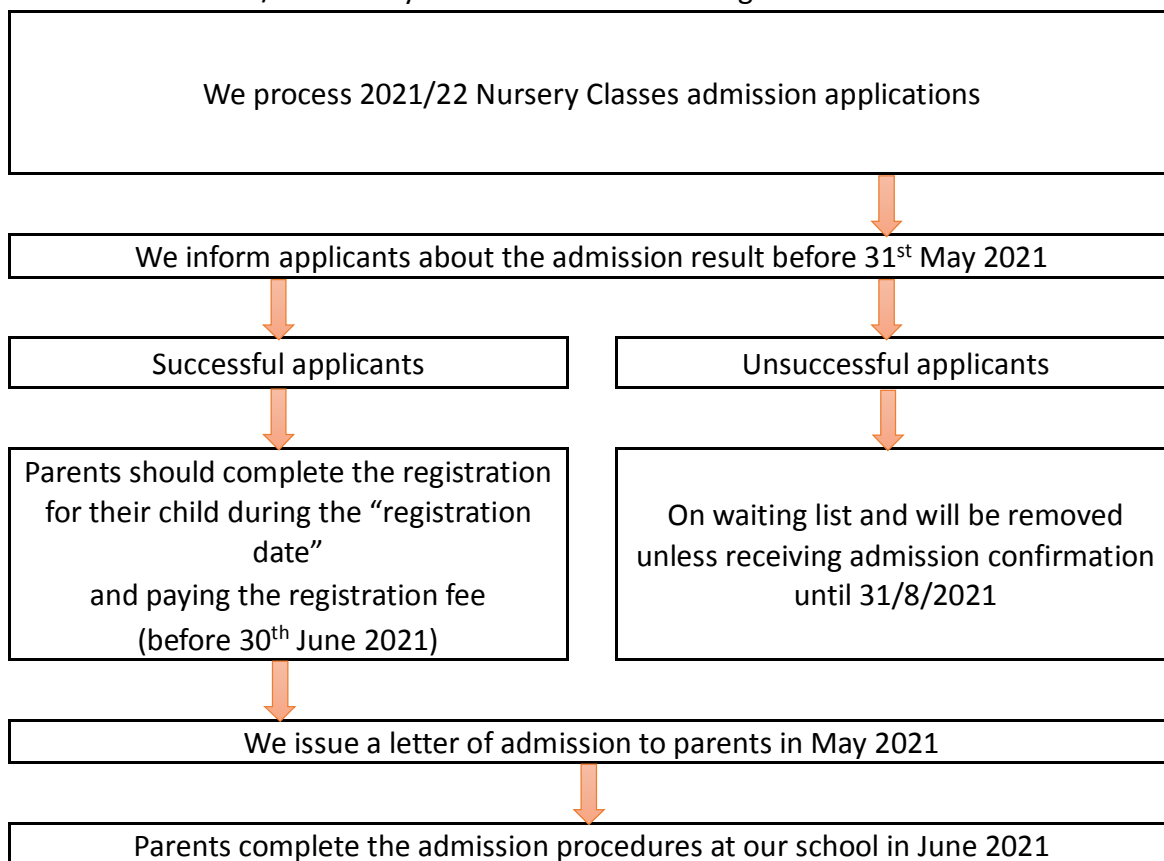 We process 2021/22 Nursery Classes admission applications
We inform applicants about the admission result before 31st May 2021
Successful applicants
Unsuccessful applicants
Parents should complete the registration
for their child during the “registration
date”
and paying the registration fee
(before 30th June 2021)
On waiting list and will be removed
unless receiving admission confirmation
until 31/8/2021
We issue a letter of admission to parents in May 2021
Parents complete the admission procedures at our school in June 2021